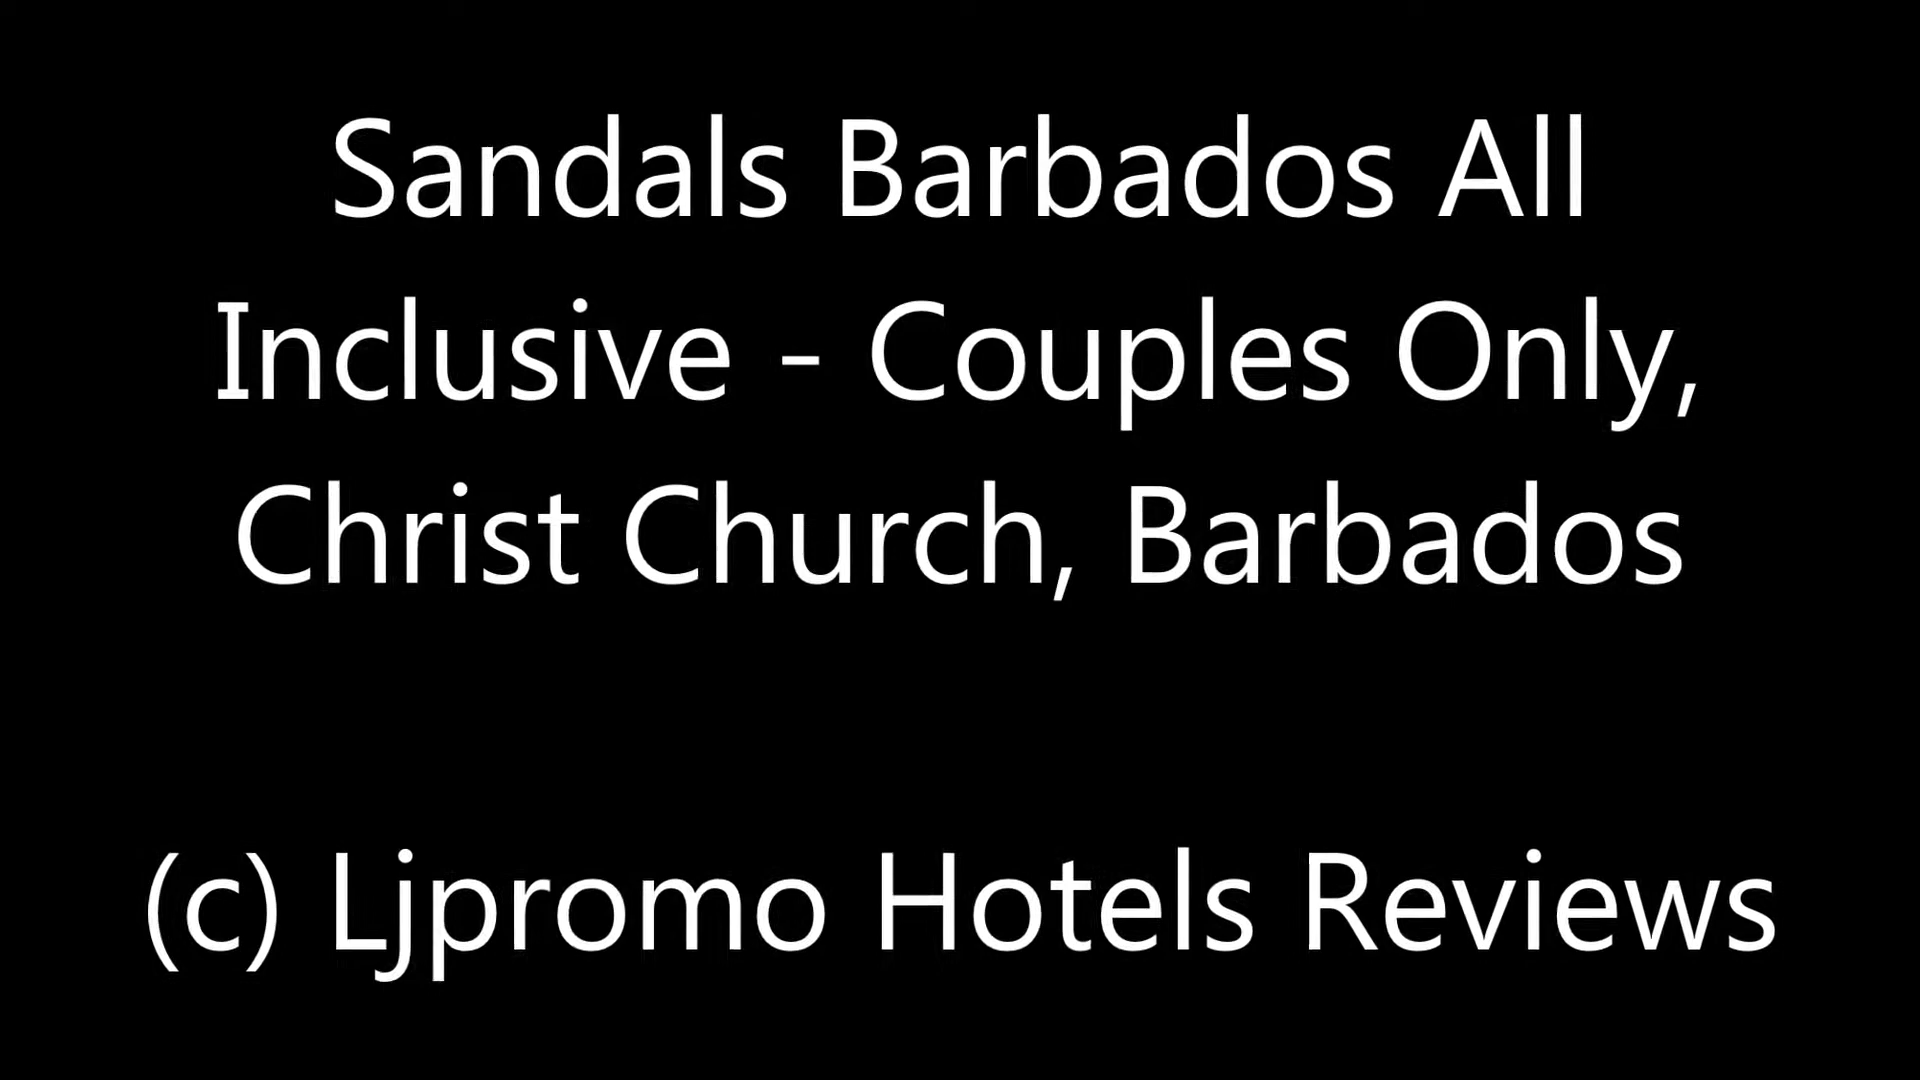 Sandals Barbados All
Inclusive - Couples Only,
Christ Church, Barbados
(c) Ljpromo Hotels Reviews